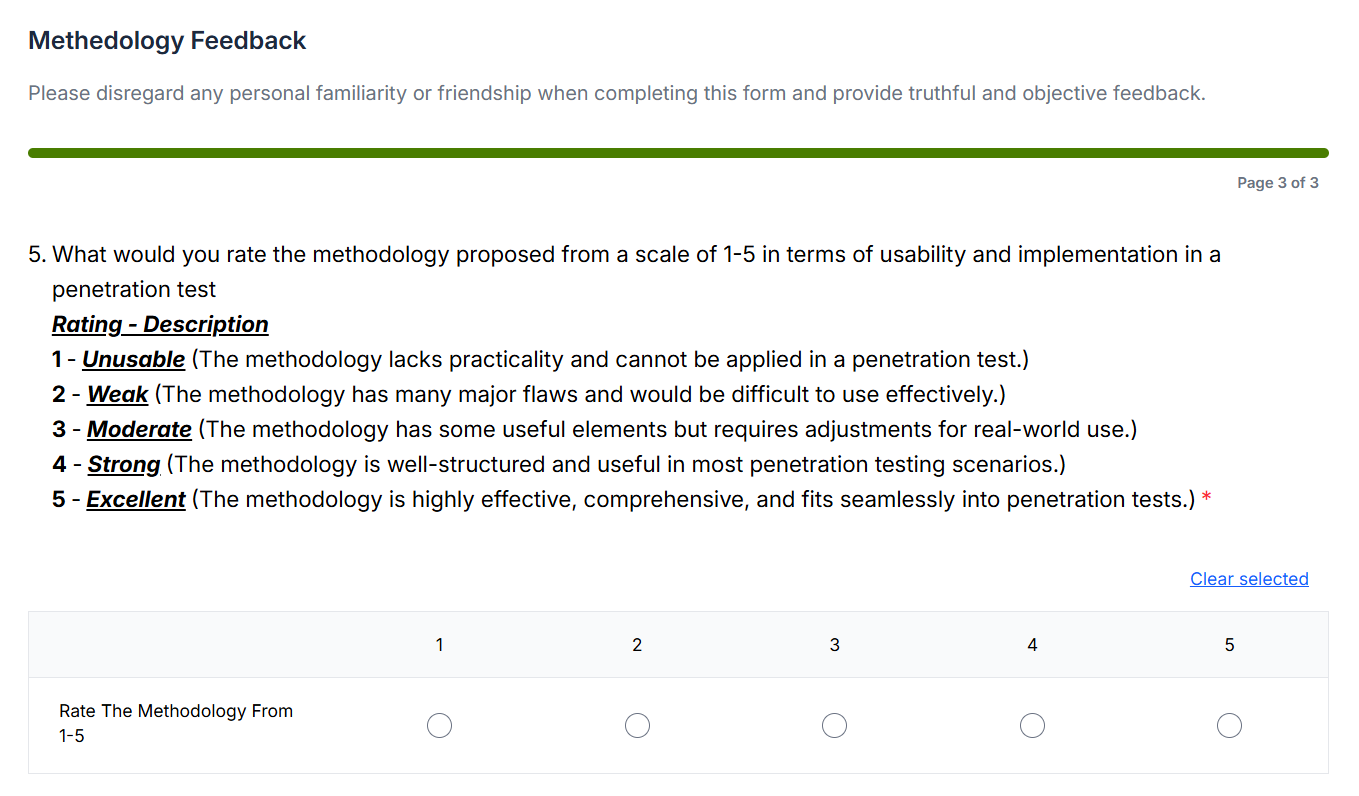 Methedology Feedback
Please disregard any personal familiarity or friendship when completing this form and provide truthful and objective feedback.
Page 3 of 3
5. What would you rate the methodology proposed from a scale of 1-5 in terms of usability and implementation in a
penetration test
Rating - Description
1 - Unusable (The methodology lacks practicality and cannot be applied in a penetration test.)
2 - Weak (The methodology has many major flaws and would be difficult to use effectively.)
3 - Moderate (The methodology has some useful elements but requires adjustments for real-world use.)
4 - Strong (The methodology is well-structured and useful in most penetration testing scenarios.)
5 - Excellent (The methodology is highly effective, comprehensive, and fits seamlessly into penetration tests.) *
Clear selected
1 2 3 4 5
Rate The Methodology From
1-5